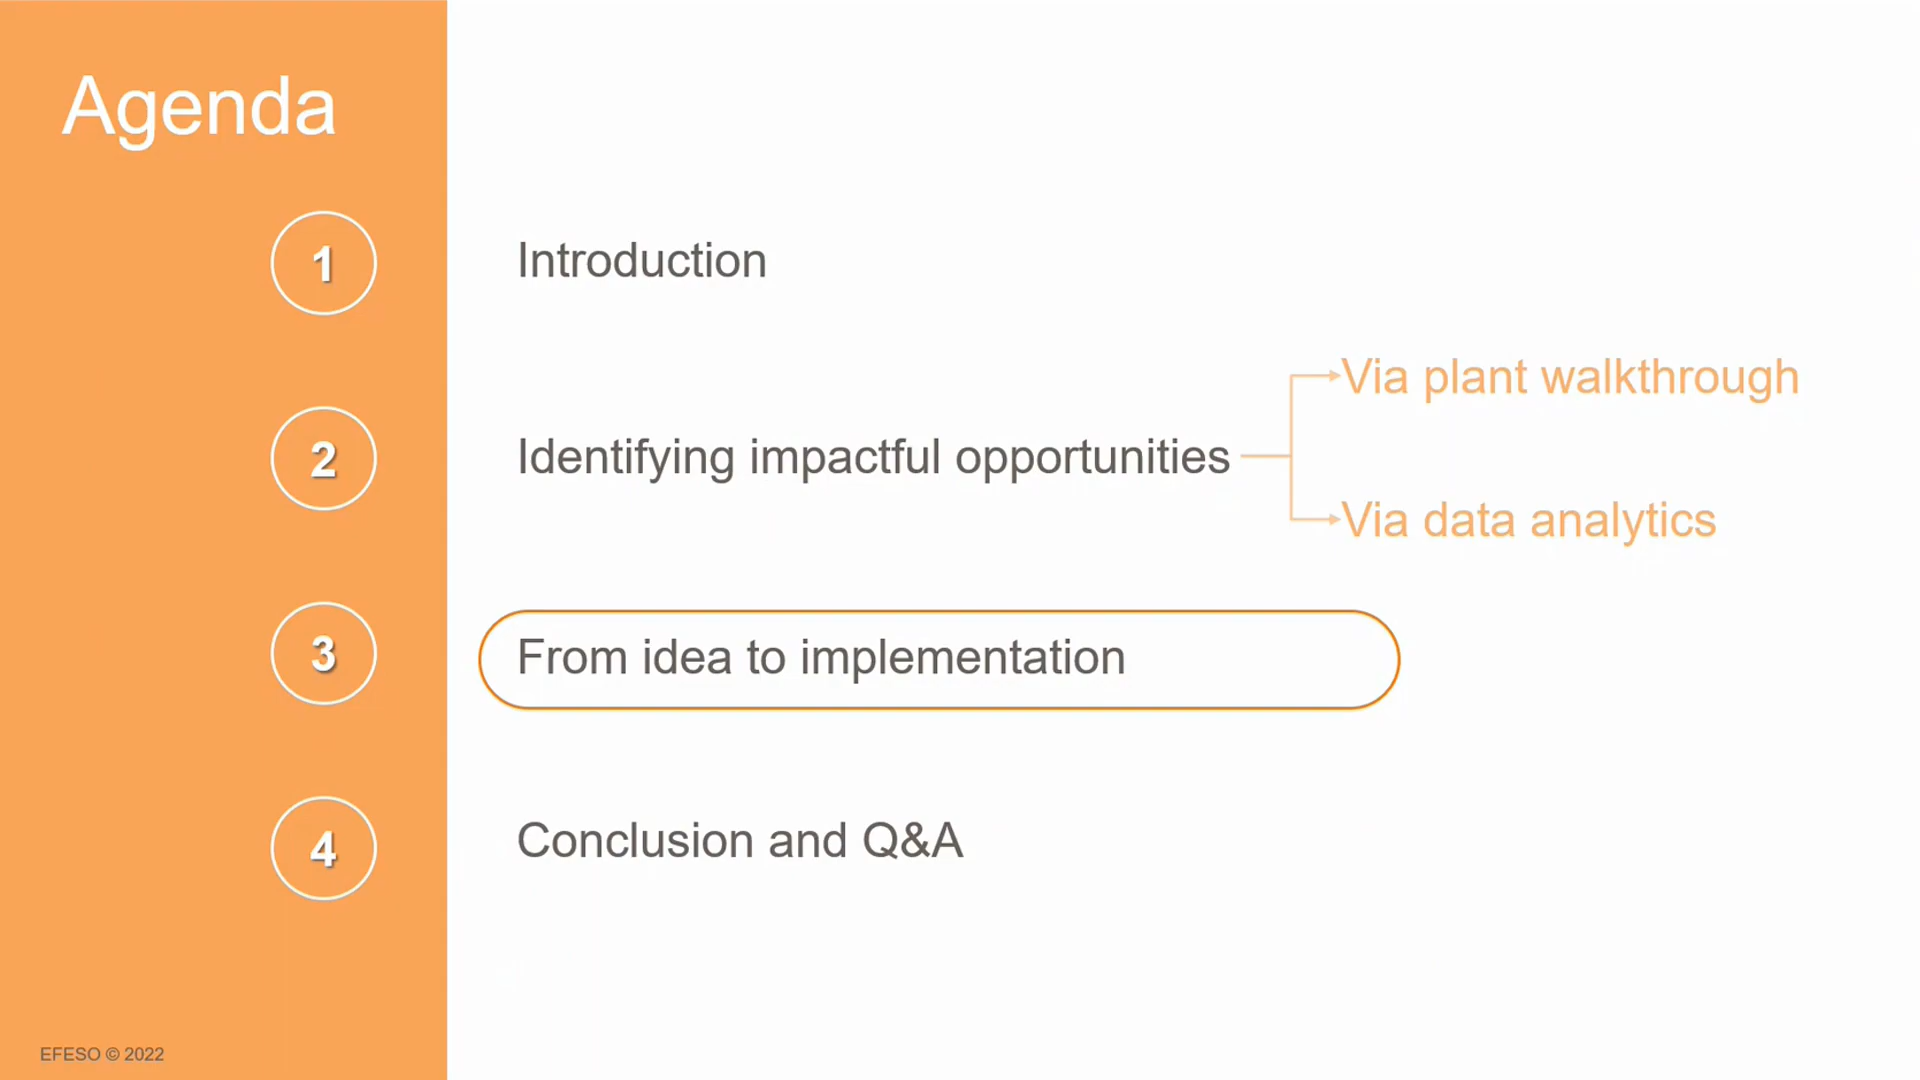 Agenda
1
Introduction
Via plant walkthrough
2
Identifying impactful opportunities
Via data analytics
3
From idea to implementation
4
Conclusion and Q&A
EFESO © 2022